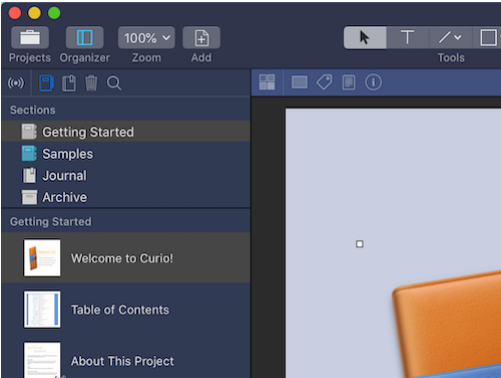 100%
Projects Organizer Zoom Add Tools
Sections
Getting Started
Samples
Journal
Archive
Getting Started
Welcome to Curio!
Table of Contents
About This Project